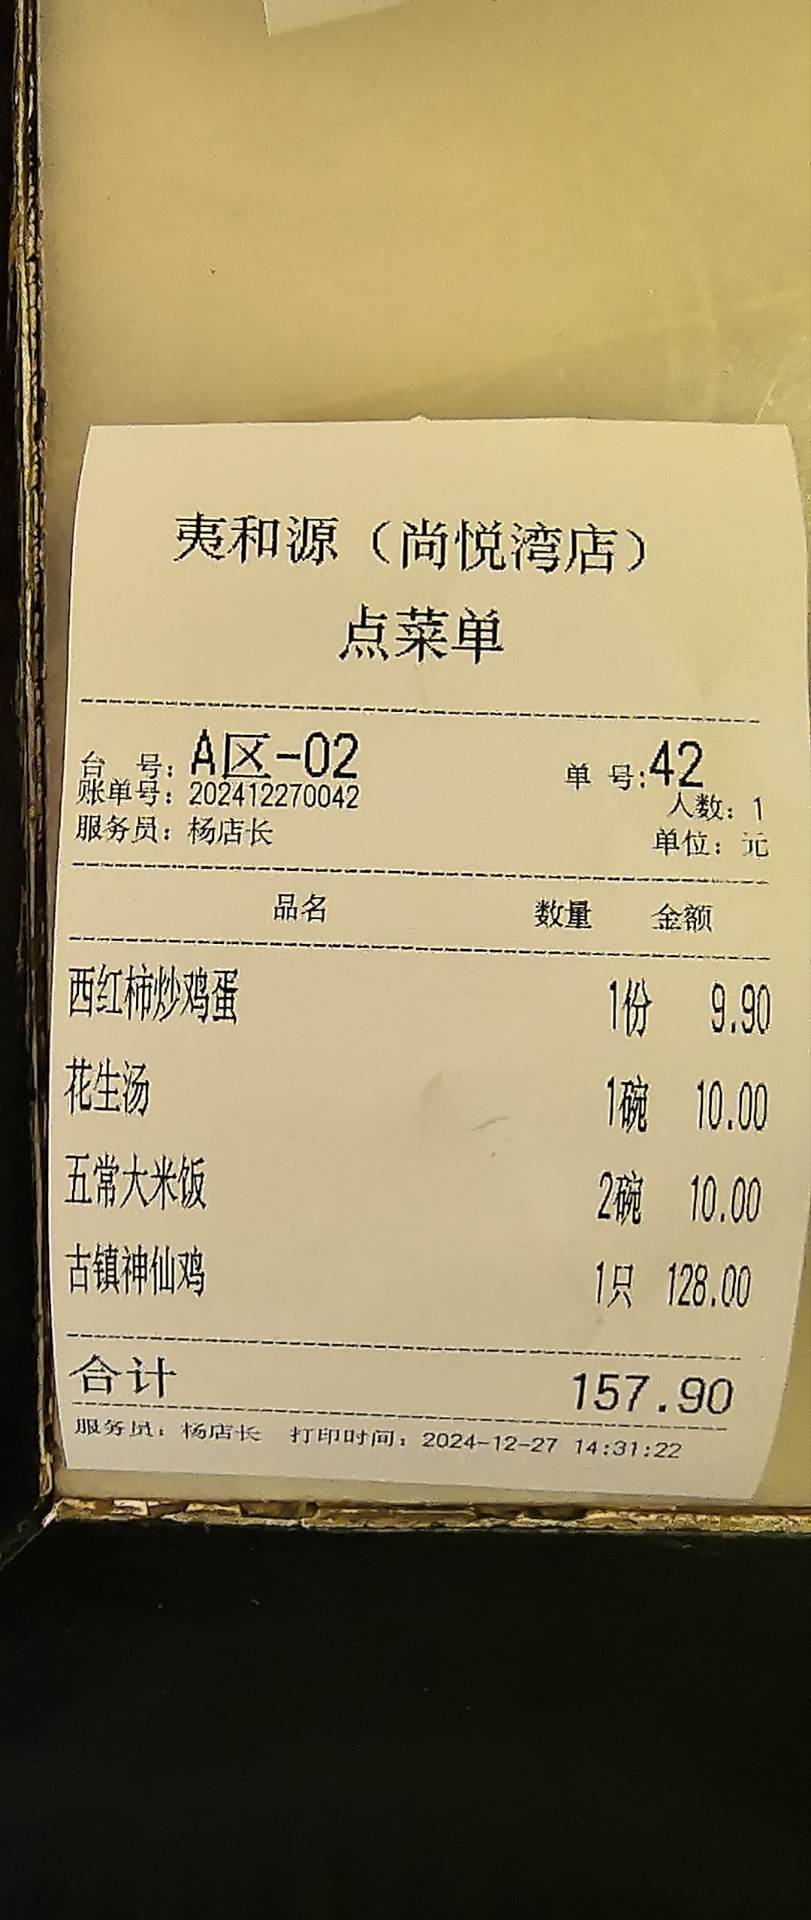 夷和源（尚悦湾店）
点菜单
台 号：A区-02 单 号：42
账单号：202412270042 人数：1
服务员：杨店长 单位：元
品名 数量 金额
西红柿炒鸡蛋 1份 9.90
花生汤 1碗 10.00
五常大米饭 2碗 10.00
古镇神仙鸡 1只 128.00
合计 157.90
服务员：杨店长 打印时间：2024-12-27 14:31:22